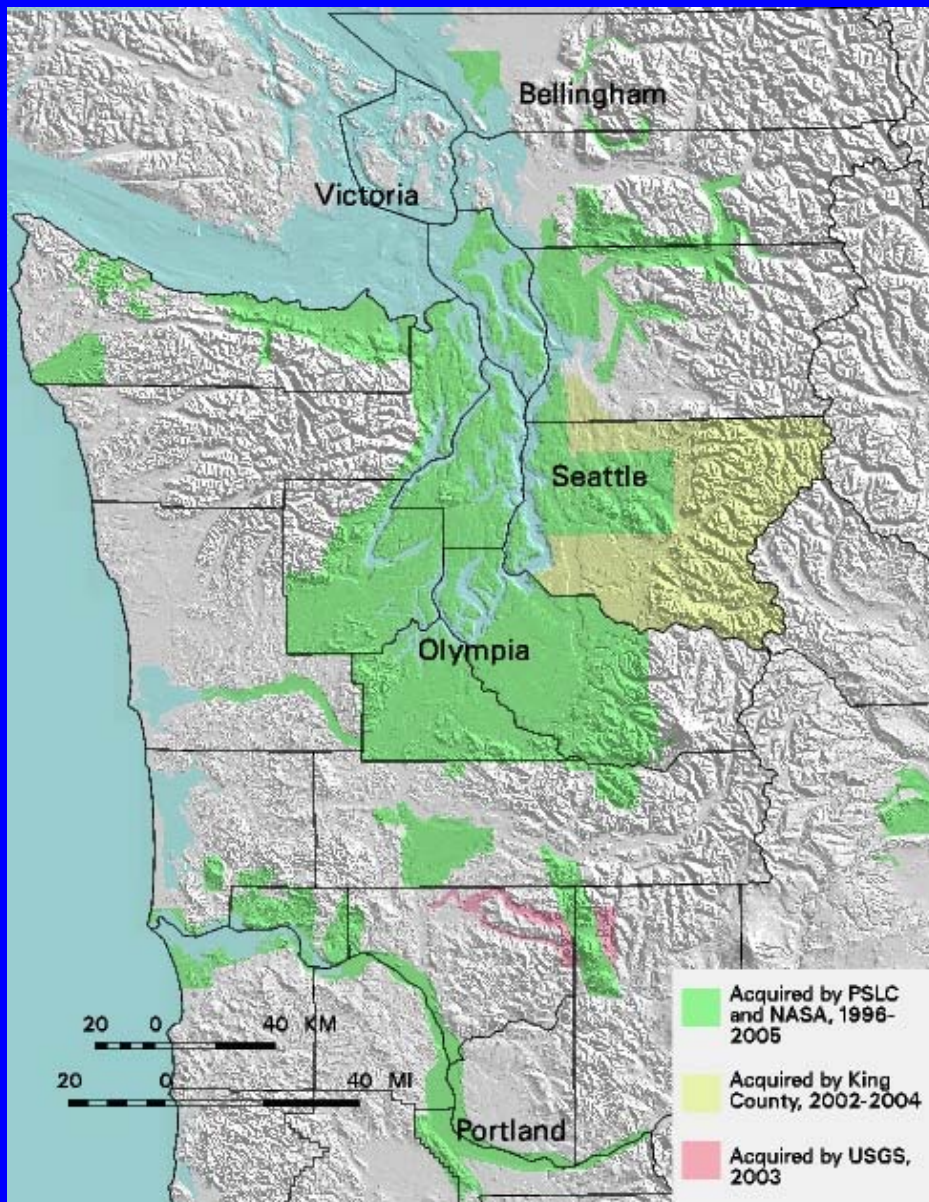 Bellingham
Victoria
Seattle
Olympia
20 0 40 KM
20 0 40 MI
Portland
Acquired by PSLC
and NASA, 1996-
2005
Acquired by King
County, 2002-2004
Acquired by USGS,
2003